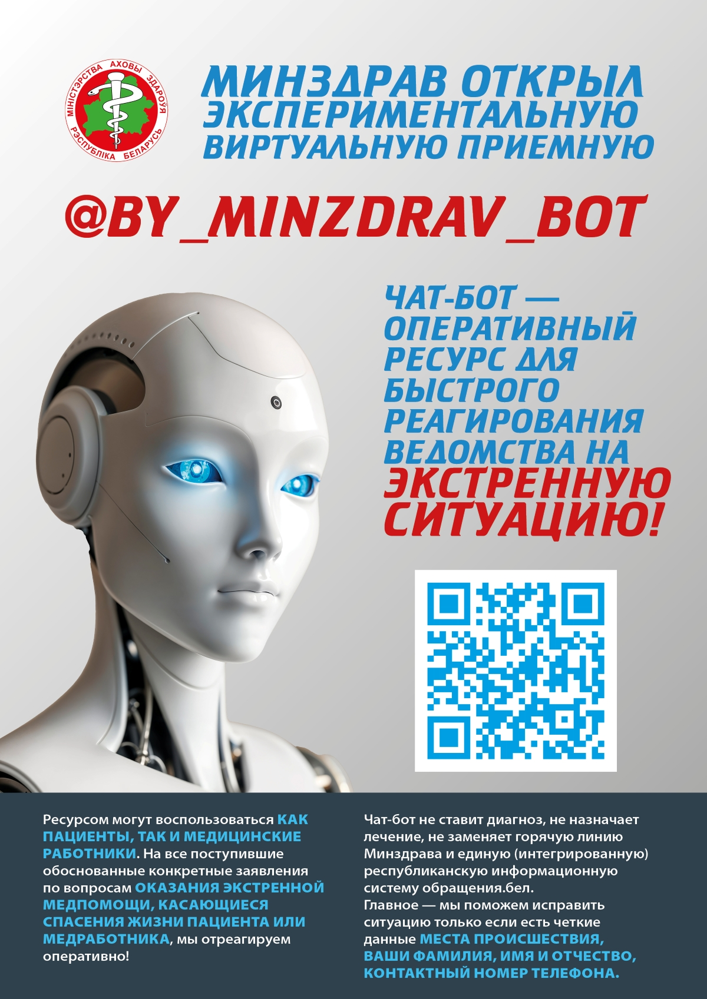 МІНІСТЭРСТВА АХОВЫ ЗДАРОЎЯ
РЭСПУБЛІКА БЕЛАРУСЬ
МИНЗДРАВ ОТКРЫЛ
ЭКСПЕРИМЕНТАЛЬНУЮ
ВИРТУАЛЬНУЮ ПРИЕМНУЮ
@BY_MINZDRAV_BOT
ЧАТ-БОТ —
ОПЕРАТИВНЫЙ
РЕСУРС ДЛЯ
БЫСТРОГО
РЕАГИРОВАНИЯ
ВЕДОМСТВА НА
ЭКСТРЕННУЮ
СИТУАЦИЮ!
Ресурсом могут воспользоваться КАК
ПАЦИЕНТЫ, ТАК И МЕДИЦИНСКИЕ
РАБОТНИКИ. На все поступившие
обоснованные конкретные заявления
по вопросам ОКАЗАНИЯ ЭКСТРЕННОЙ
МЕДПОМОЩИ, КАСАЮЩИЕСЯ
СПАСЕНИЯ ЖИЗНИ ПАЦИЕНТА ИЛИ
МЕДРАБОТНИКА, мы отреагируем
оперативно!
Чат-бот не ставит диагноз, не назначает
лечение, не заменяет горячую линию
Минздрава и единую (интегрированную)
республиканскую информационную
систему обращения.бел.
Главное — мы поможем исправить
ситуацию только если есть четкие
данные МЕСТА ПРОИСШЕСТВИЯ,
ВАШИ ФАМИЛИЯ, ИМЯ И ОТЧЕСТВО,
КОНТАКТНЫЙ НОМЕР ТЕЛЕФОНА.